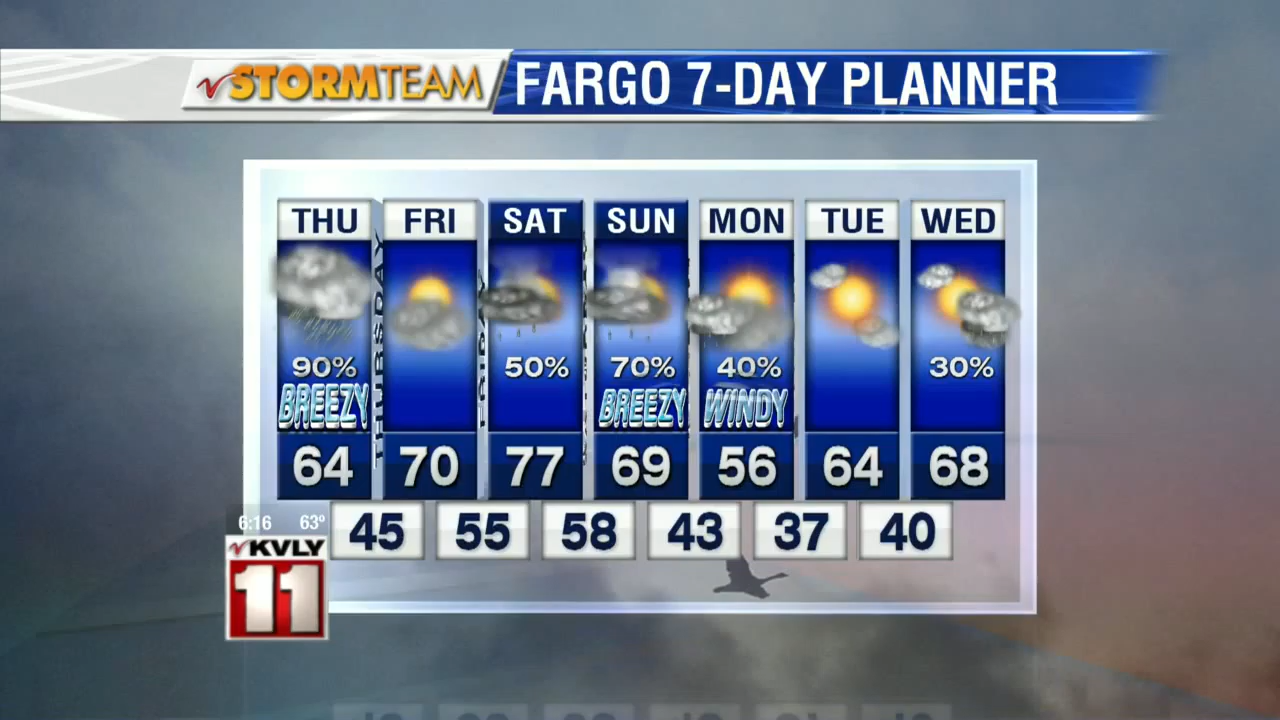 STORMTEAM FARGO 7-DAY PLANNER
THU FRI SAT SUN MON TUE WED
THURSDAY
FRIDAY
90% 50% 70% 40% 30%
BREEZY BREEZY WINDY
64 70 77 69 56 64 68
45 55 58 43 37 40
6:16 63°
KVLY
11